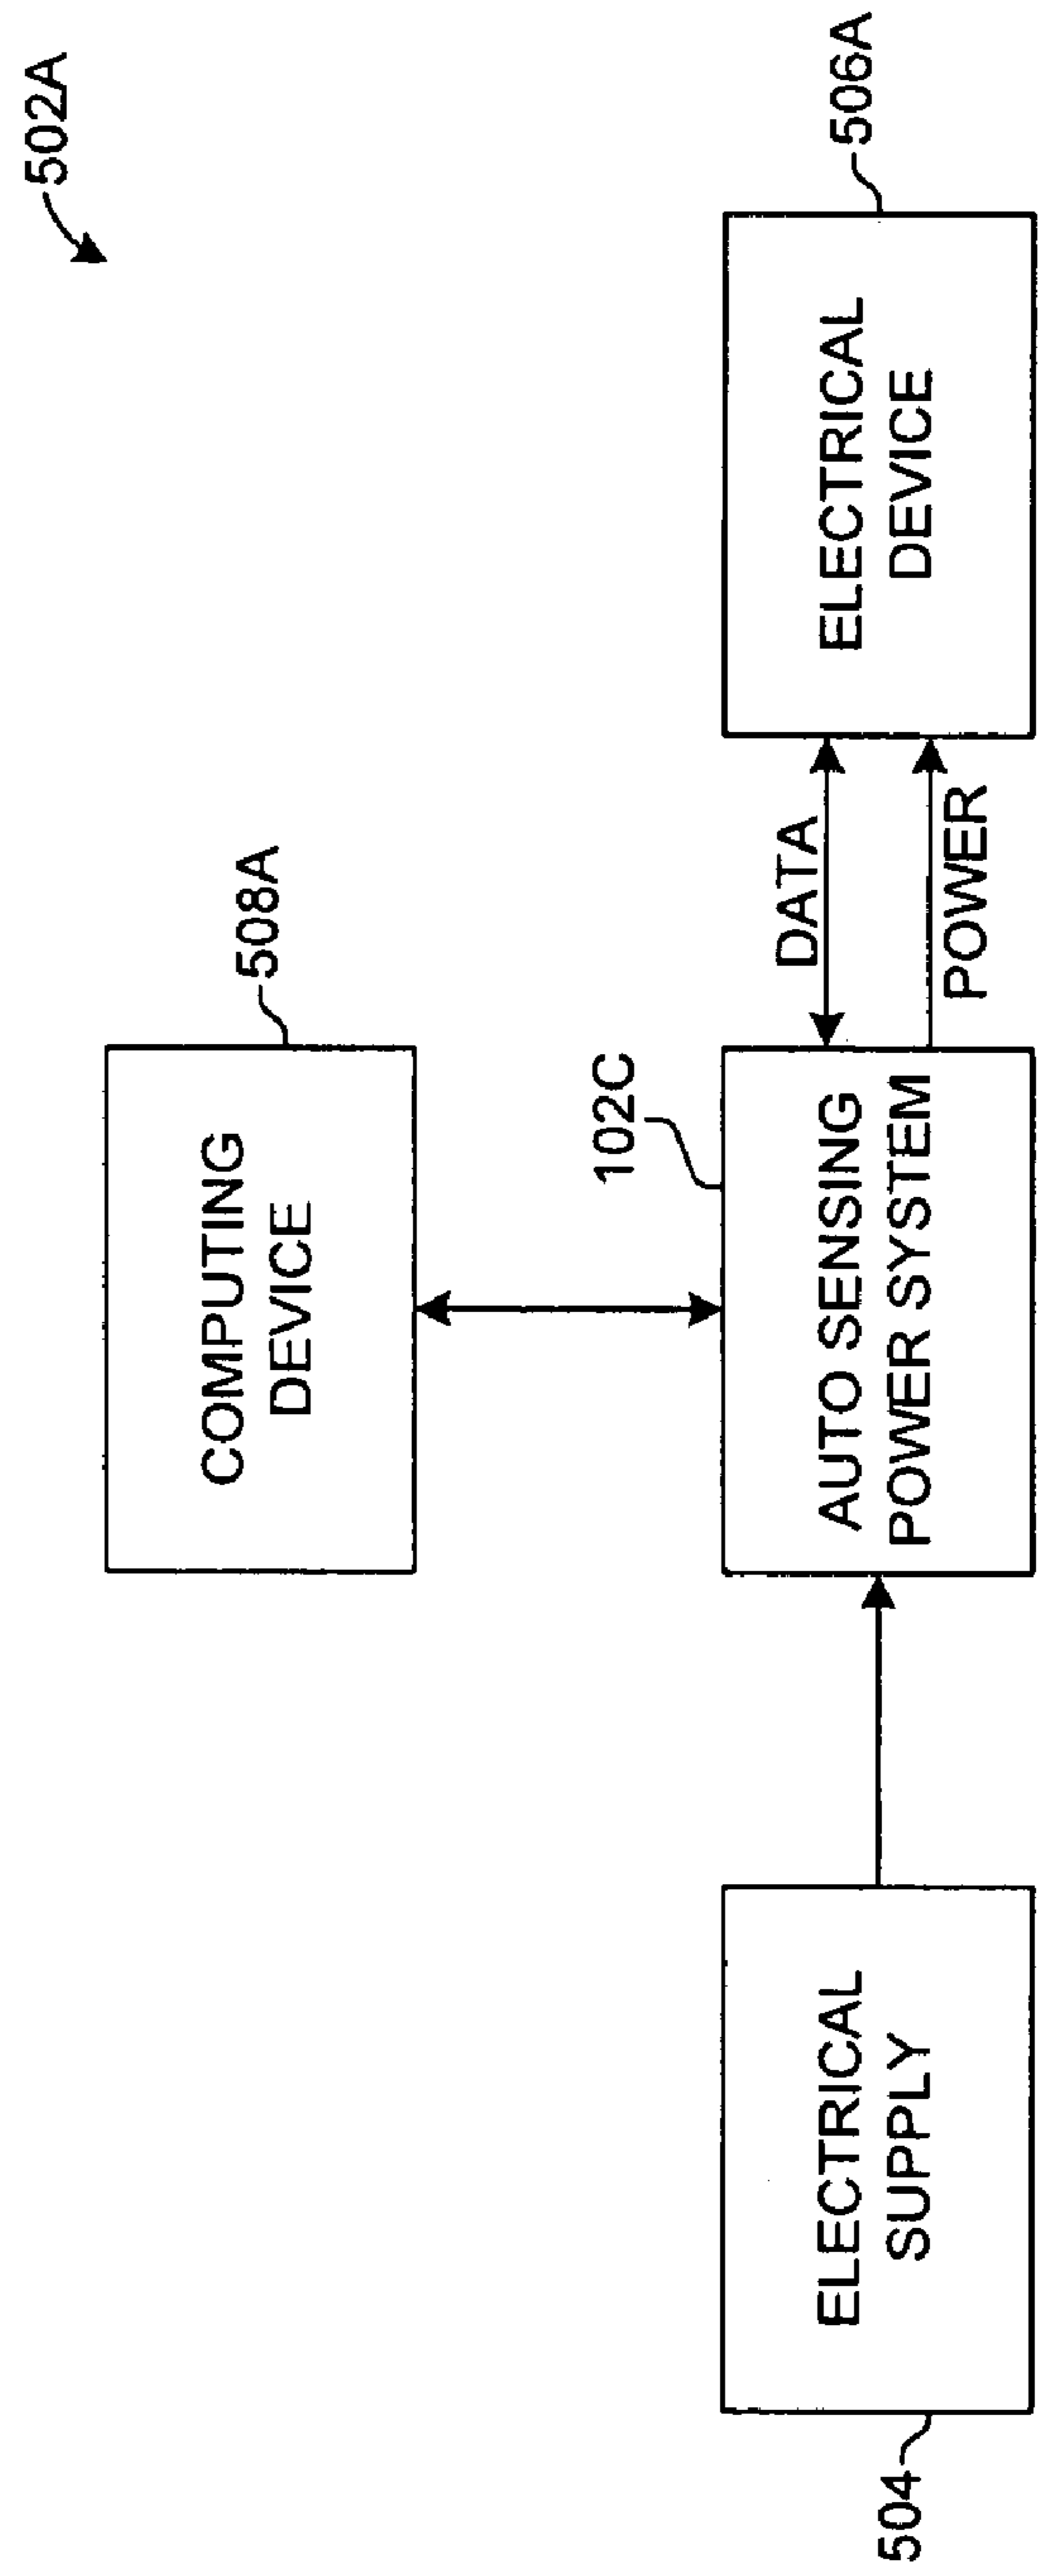 502A
508A
COMPUTING
DEVICE
102C
504
ELECTRICAL
SUPPLY
AUTO SENSING
POWER SYSTEM
DATA
POWER
ELECTRICAL
DEVICE
506A